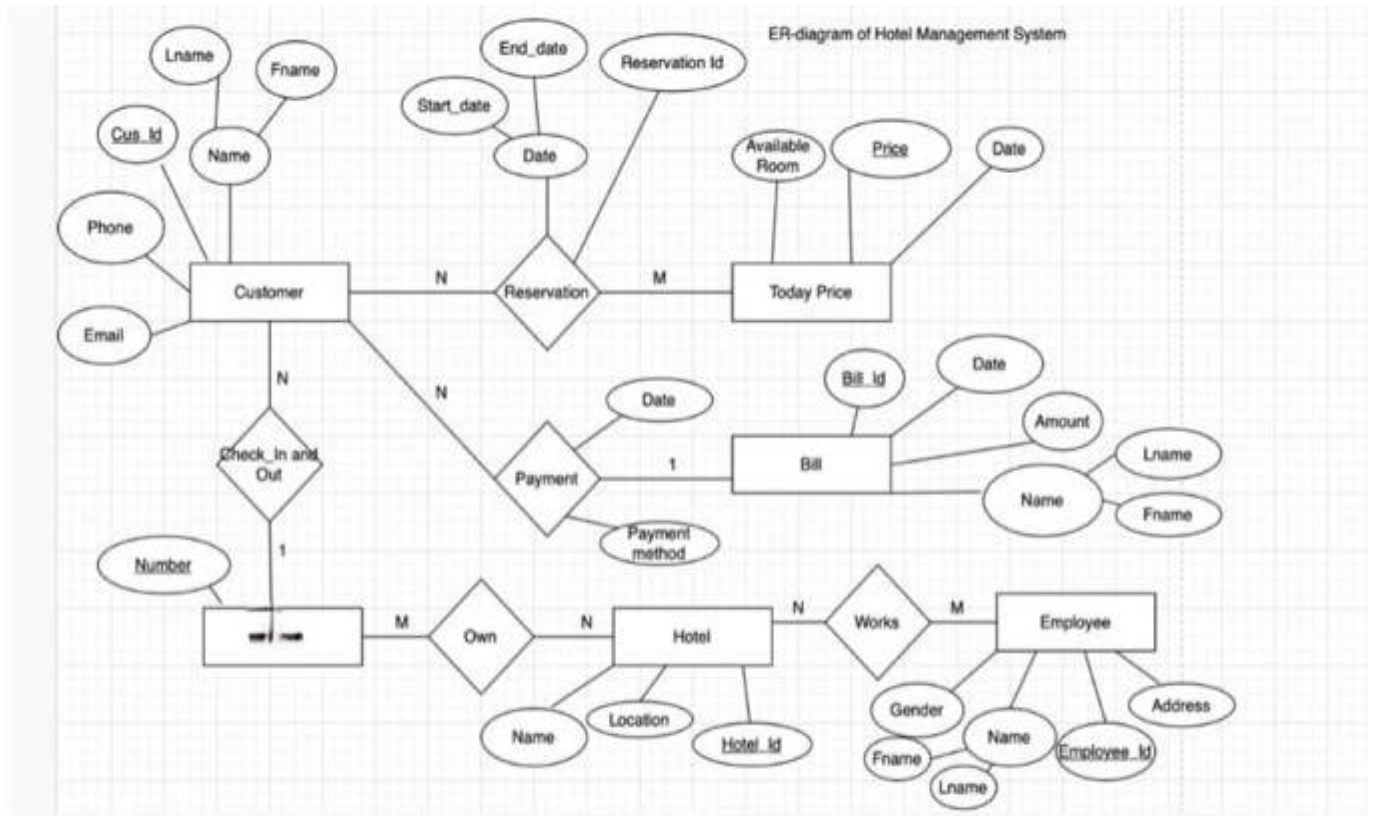 ER-diagram of Hotel Management System
Lname
Fname
Cus_Id
Name
Phone
Email
Customer
End_date
Start_date
Date
Reservation Id
N
Reservation
M
Available
Room
Price
Date
Today Price
N
Check_In and
Out
1
N
Date
Payment
Payment
method
1
Bill_Id
Date
Amount
Bill
Name
Lname
Fname
Number
M
Own
N
Hotel
Name
Location
Hotel_Id
N
Works
M
Employee
Gender
Name
Fname
Lname
Employee_Id
Address